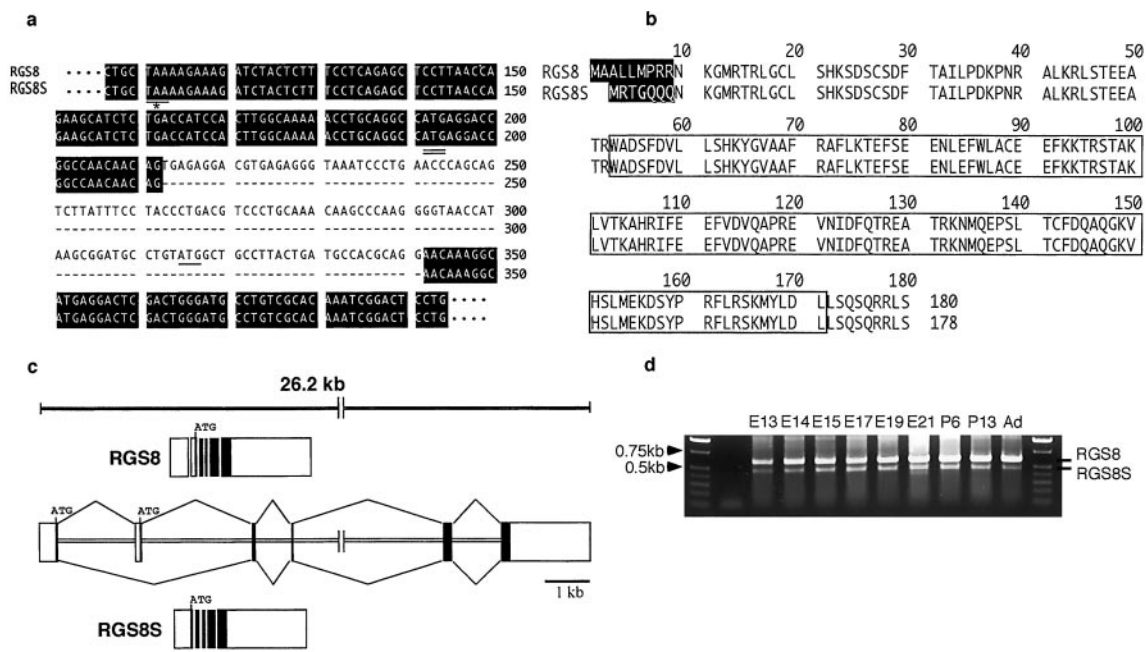 a
RGS8 ····CTGC TAAAAGAAAG ATCTACTCTT TCCTCAGAGC TCCTTAACCA 150
RGS8S ····CTGC TAAAAGAAAG ATCTACTCTT TCCTCAGAGC TCCTTAACCA 150
*
GAAGCATCTC TGACCATCCA CTTGGCAAAA ACCTGCAGGC CATGAGGACC 200
GAAGCATCTC TGACCATCCA CTTGGCAAAA ACCTGCAGGC CATGAGGACC 200
GGCCAACAAC AGTGAGAGGA CGTGAGAGGG TAAATCCCTG AACCCAGCAG 250
GGCCAACAAC AG-------- ---------- ---------- ---------- 250
TCTTATTTCC TACCCTGACG TCCCTGCAAA CAAGCCCAAG GGGTAACCAT 300
---------- ---------- ---------- ---------- ---------- 300
AAGCGGATGC CTGTATGGCT GCCTTACTGA TGCCACGCAG GAACAAAGGC 350
---------- ---------- ---------- ---------- -AACAAAGGC 350
ATGAGGACTC GACTGGGATG CCTGTCGCAC AAATCGGACT CCTG····
ATGAGGACTC GACTGGGATG CCTGTCGCAC AAATCGGACT CCTG····
b
10 20 30 40 50
RGS8 MAALLMPRRN KGMRTRLGCL SHKSDSCSDF TAILPDKPNR ALKRLSTEEA
RGS8S MRTGQQQN KGMRTRLGCL SHKSDSCSDF TAILPDKPNR ALKRLSTEEA
60 70 80 90 100
TRWADSFDVL LSHKYGVAAF RAFLKTEFSE ENLEFWLACE EFKKTRSTAK
TRWADSFDVL LSHKYGVAAF RAFLKTEFSE ENLEFWLACE EFKKTRSTAK
110 120 130 140 150
LVTKAHRIFE EFVDVQAPRE VNIDFQTREA TRKNMQEPSL TCFDQAQGKV
LVTKAHRIFE EFVDVQAPRE VNIDFQTREA TRKNMQEPSL TCFDQAQGKV
160 170 180
HSLMEKDSYP RFLRSKMYLD LLSQSQRRLS 180
HSLMEKDSYP RFLRSKMYLD LLSQSQRRLS 178
c
26.2 kb
ATG
RGS8
ATG ATG
1 kb
ATG
RGS8S
d
E13 E14 E15 E17 E19 E21 P6 P13 Ad
0.75kb
0.5kb
RGS8
RGS8S